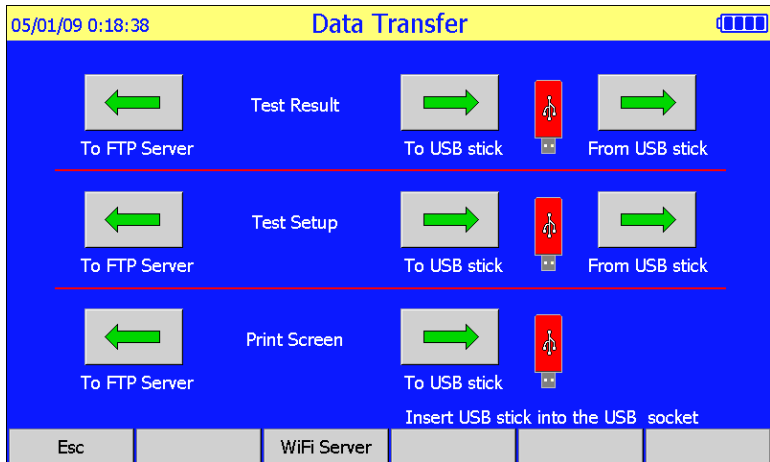 05/01/09 0:18:38 Data Transfer
Test Result
To FTP Server To USB stick From USB stick
Test Setup
To FTP Server To USB stick From USB stick
Print Screen
To FTP Server To USB stick
Insert USB stick into the USB socket
Esc WiFi Server